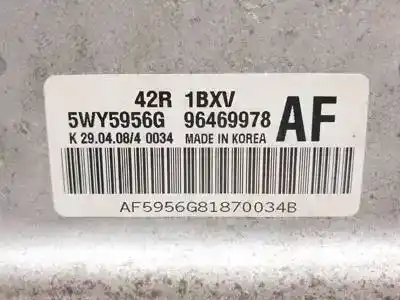 42R 1BXV
5WY5956G 96469978 AF
K 29.04.08/4 0034 MADE IN KOREA
AF5956G81870034B